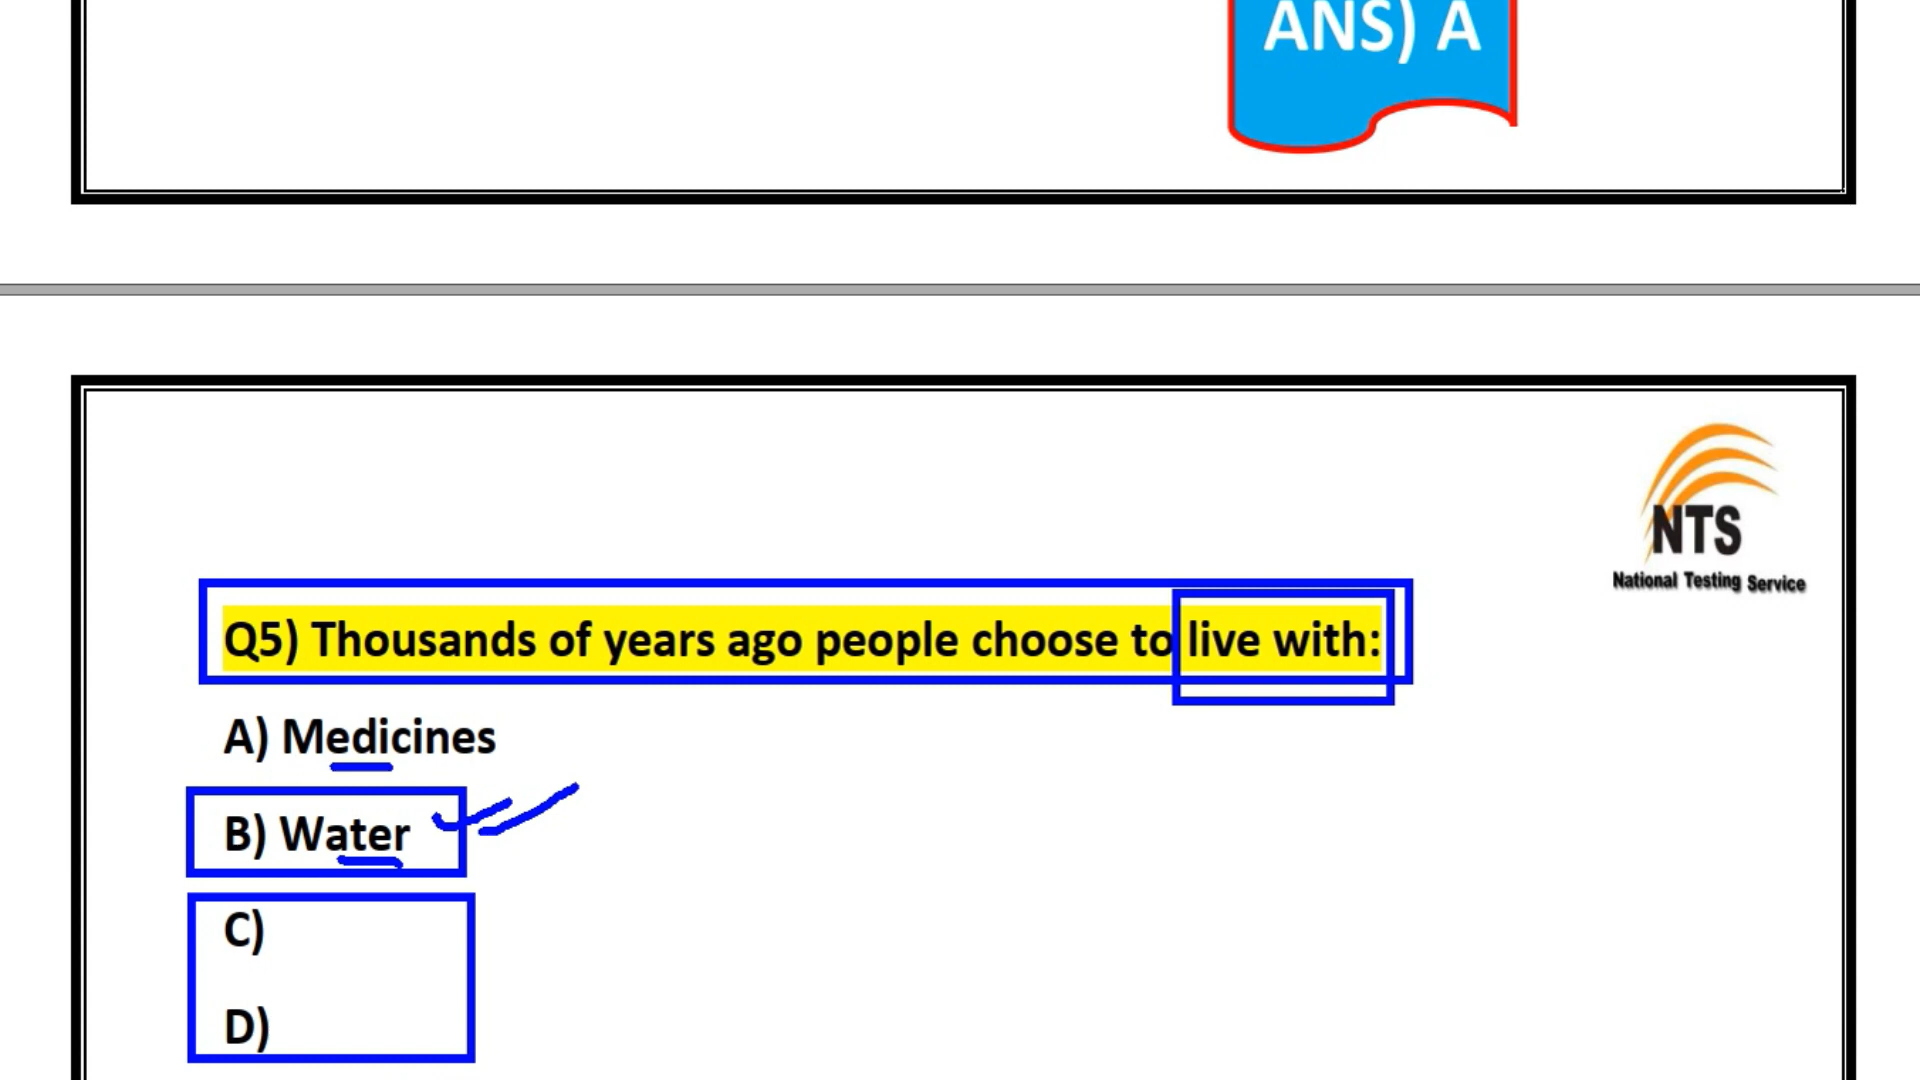 ANS) A
NTS
National Testing Service
Q5) Thousands of years ago people choose to live with:
A) Medicines
B) Water
C)
D)